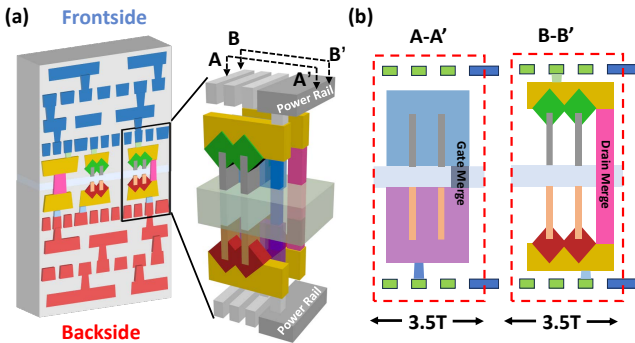 (a)
Frontside
Backside
A
B
A'
B'
Power Rail
Power Rail
(b)
A-A’
B-B’
Gate Merge
Drain Merge
3.5T
3.5T